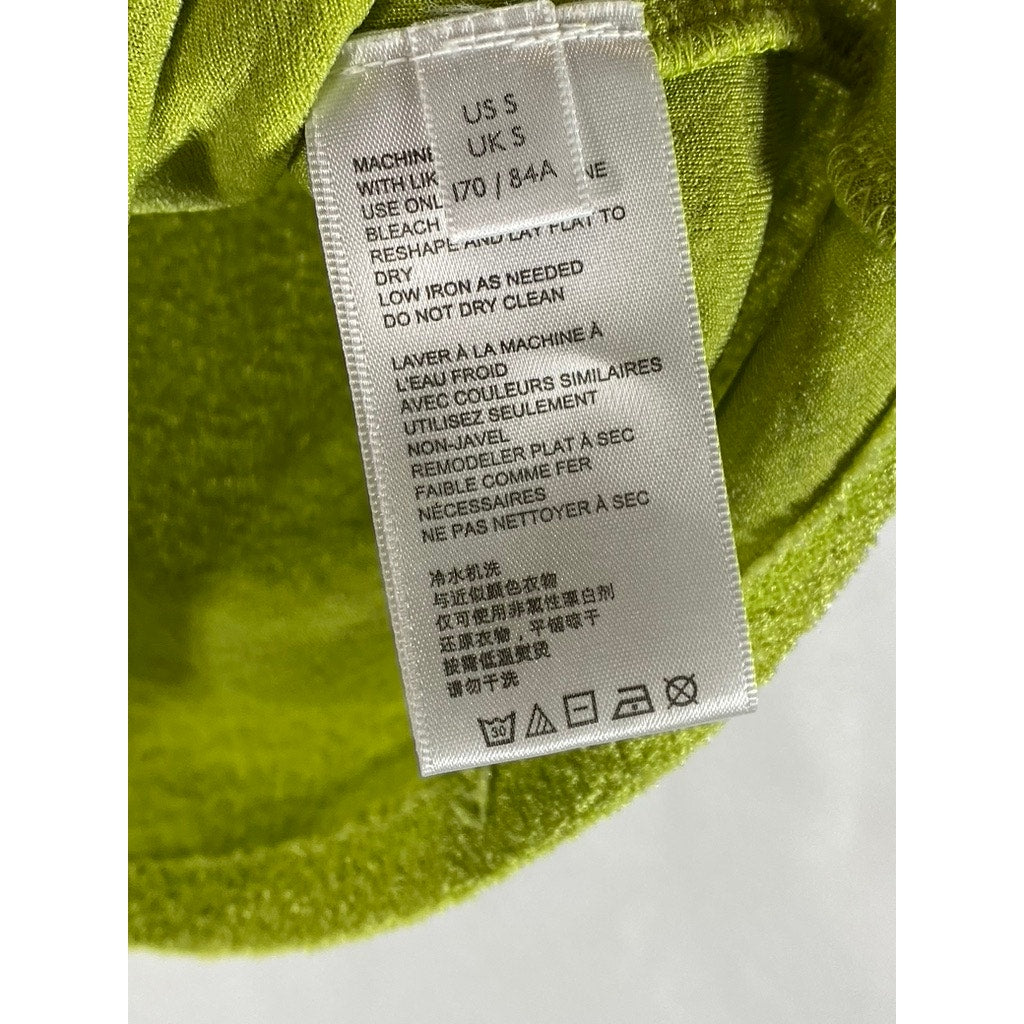 US S
UK S
170 / 84A
MACHINE
WITH LIK
USE ONL NE
BLEACH
RESHAPE AND LAY FLAT TO
DRY
LOW IRON AS NEEDED
DO NOT DRY CLEAN
LAVER À LA MACHINE À
L'EAU FROID
AVEC COULEURS SIMILAIRES
UTILISEZ SEULEMENT
NON-JAVEL
REMODELER PLAT À SEC
FAIBLE COMME FER
NÉCESSAIRES
NE PAS NETTOYER À SEC
冷水机洗
与近似颜色衣物
仅可使用非氯性漂白剂
还原衣物，平铺晾干
按需低温熨烫
请勿干洗
30